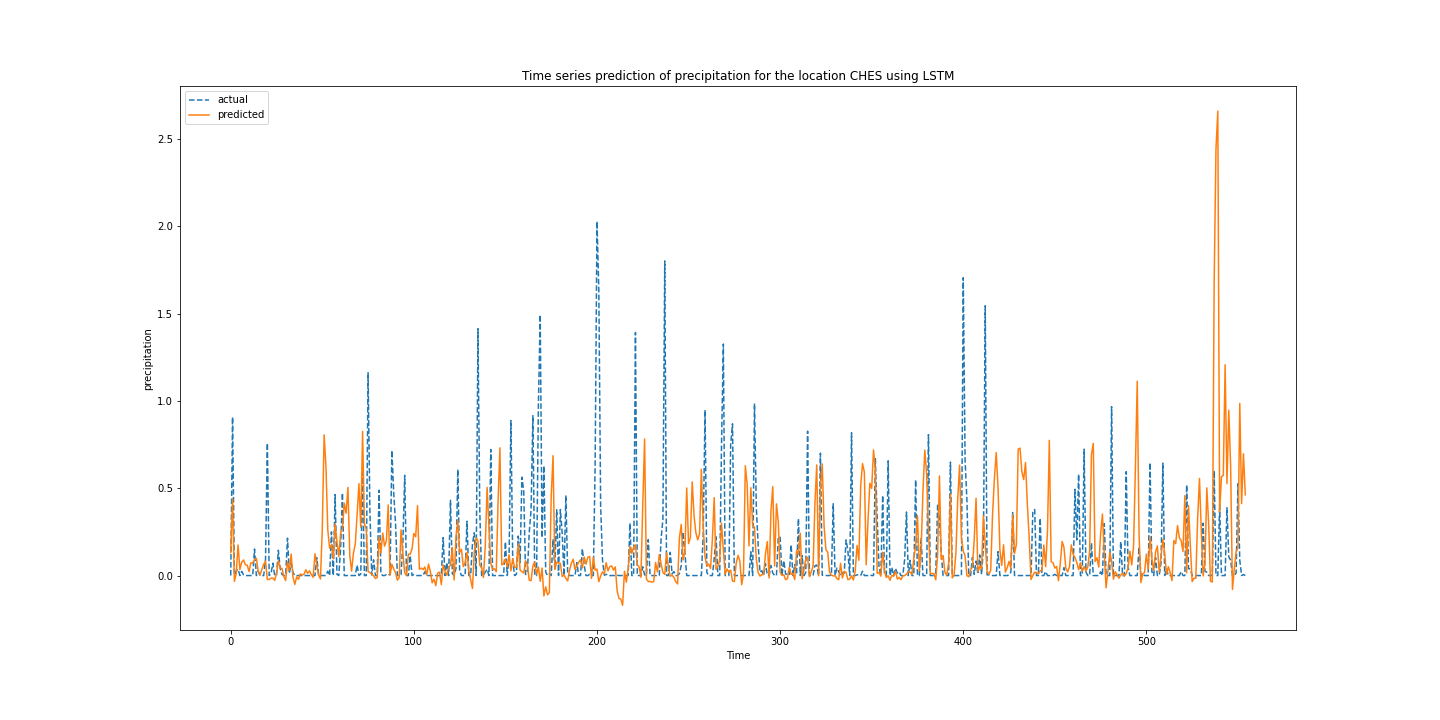 Time series prediction of precipitation for the location CHES using LSTM
actual
predicted
2.5
2.0
1.5
1.0
0.5
0.0
precipitation
0 100 200 300 400 500
Time